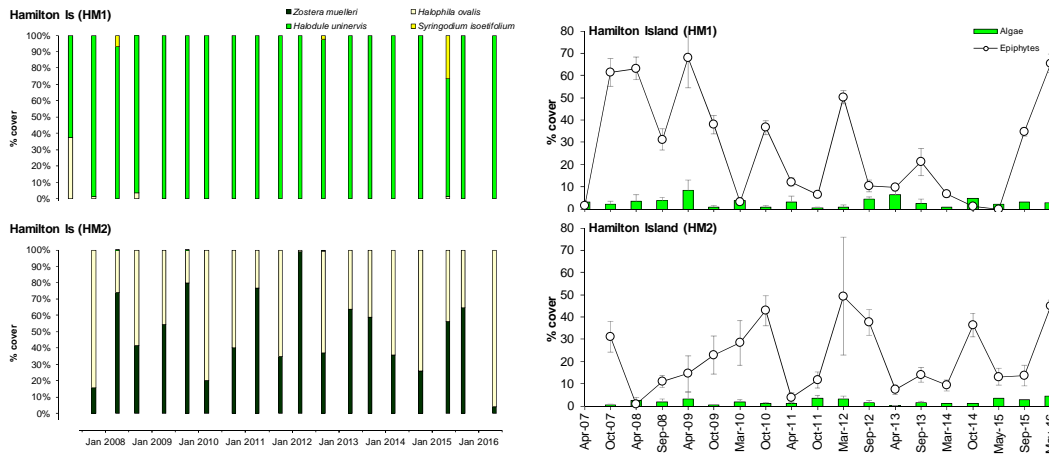 Hamilton Is (HM1)
Zostera muelleri
Halophila ovalis
Halodule uninervis
Syringodium isoetifolium
100%
90%
80%
70%
60%
50%
40%
30%
20%
10%
0%
% cover
Hamilton Is (HM2)
100%
90%
80%
70%
60%
50%
40%
30%
20%
10%
0%
% cover
Jan 2008
Jan 2009
Jan 2010
Jan 2011
Jan 2012
Jan 2013
Jan 2014
Jan 2015
Jan 2016
Hamilton Island (HM1)
Algae
Epiphytes
80
70
60
50
40
30
20
10
0
% cover
Hamilton Island (HM2)
80
70
60
50
40
30
20
10
0
% cover
Apr-07
Oct-07
Apr-08
Sep-08
Apr-09
Oct-09
Mar-10
Oct-10
Apr-11
Oct-11
Mar-12
Sep-12
Apr-13
Sep-13
Mar-14
Oct-14
May-15
Sep-15